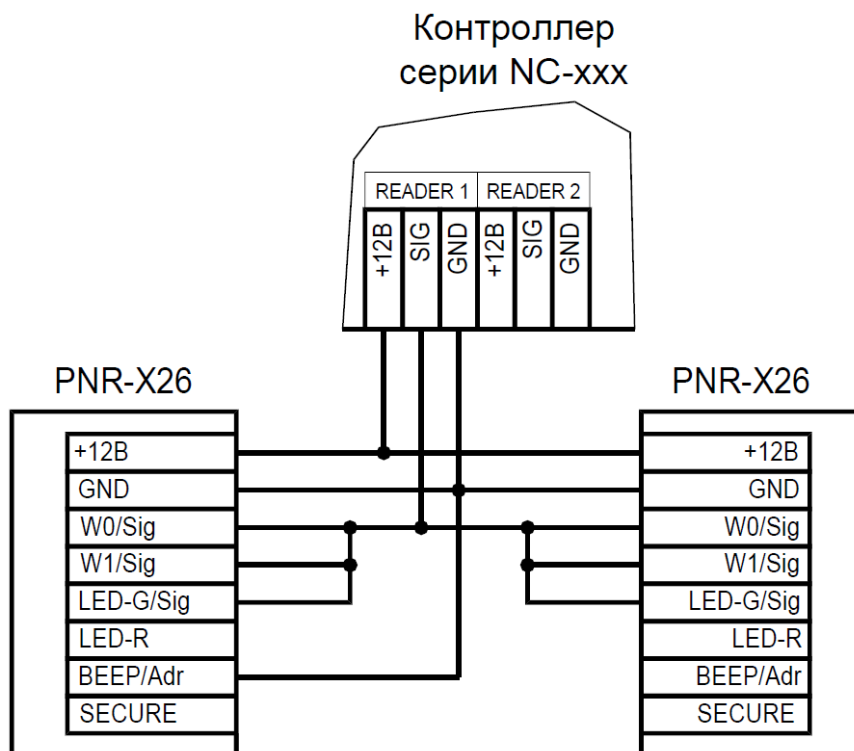 Контроллер
серии NC-xxx
READER 1 READER 2
+12В SIG GND +12В SIG GND
PNR-X26
+12В
GND
W0/Sig
W1/Sig
LED-G/Sig
LED-R
BEEP/Adr
SECURE
PNR-X26
+12В
GND
W0/Sig
W1/Sig
LED-G/Sig
LED-R
BEEP/Adr
SECURE